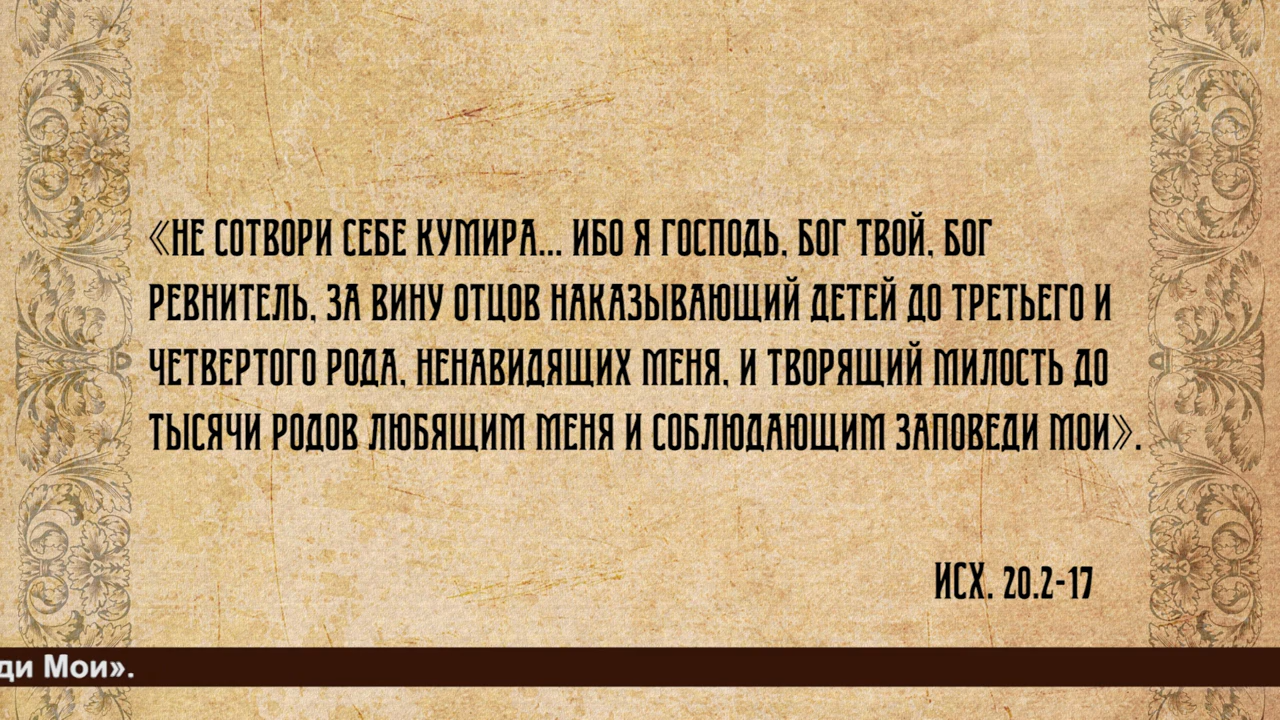 «НЕ СОТВОРИ СЕБЕ КУМИРА... ИБО Я ГОСПОДЬ, БОГ ТВОЙ, БОГ
РЕВНИТЕЛЬ, ЗА ВИНУ ОТЦОВ НАКАЗЫВАЮЩИЙ ДЕТЕЙ ДО ТРЕТЬЕГО И
ЧЕТВЕРТОГО РОДА, НЕНАВИДЯЩИХ МЕНЯ, И ТВОРЯЩИЙ МИЛОСТЬ ДО
ТЫСЯЧИ РОДОВ ЛЮБЯЩИМ МЕНЯ И СОБЛЮДАЮЩИМ ЗАПОВЕДИ МОИ».
ИСХ. 20.2-17
ди Мои».